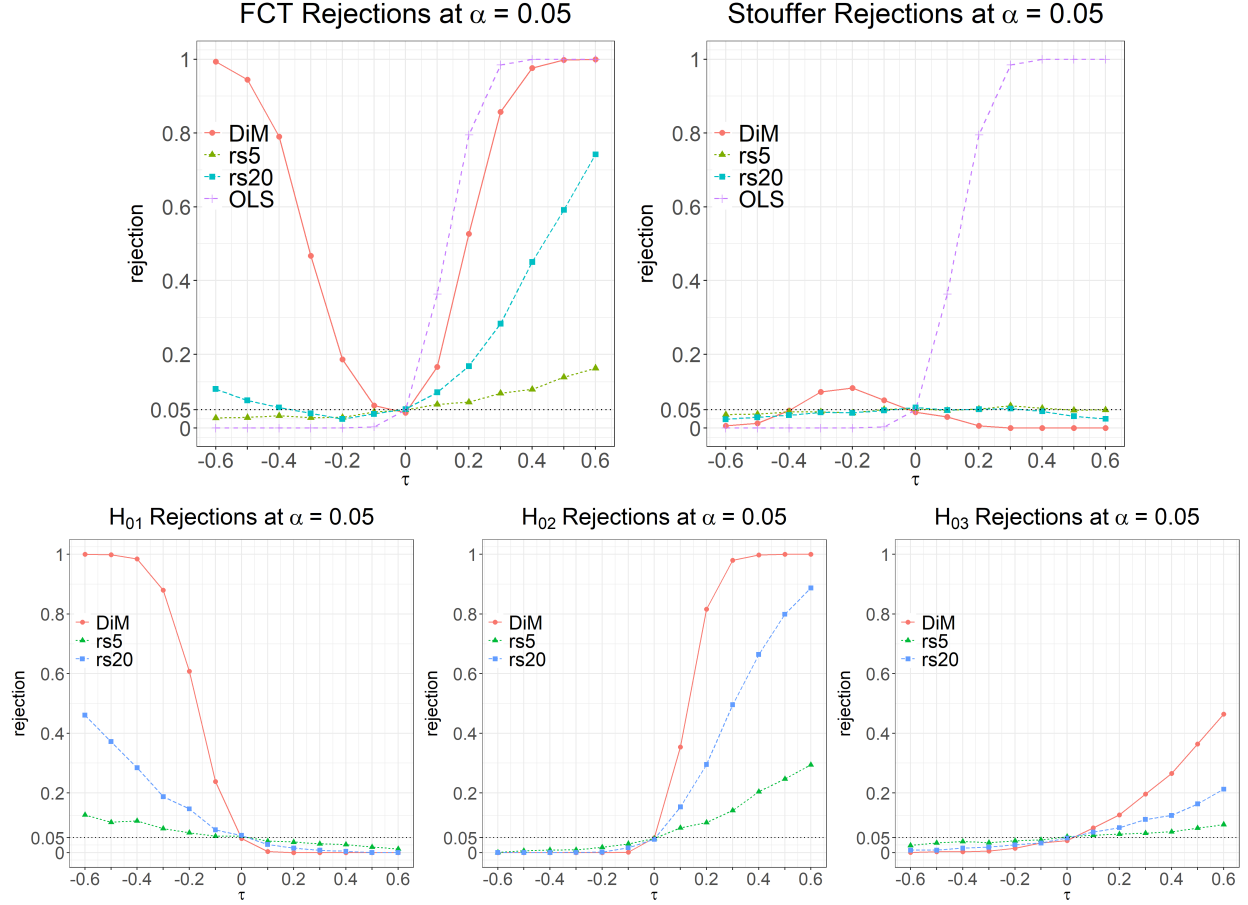 FCT Rejections at α = 0.05
1
0.8
0.6
0.4
0.2
0.05
0
rejection
DiM
rs5
rs20
OLS
-0.6 -0.4 -0.2 0 0.2 0.4 0.6
τ
Stouffer Rejections at α = 0.05
1
0.8
0.6
0.4
0.2
0.05
0
rejection
DiM
rs5
rs20
OLS
-0.6 -0.4 -0.2 0 0.2 0.4 0.6
τ
H01 Rejections at α = 0.05
1
0.8
0.6
0.4
0.2
0.05
0
rejection
DiM
rs5
rs20
-0.6 -0.4 -0.2 0 0.2 0.4 0.6
τ
H02 Rejections at α = 0.05
1
0.8
0.6
0.4
0.2
0.05
0
rejection
DiM
rs5
rs20
-0.6 -0.4 -0.2 0 0.2 0.4 0.6
τ
H03 Rejections at α = 0.05
1
0.8
0.6
0.4
0.2
0.05
0
rejection
DiM
rs5
rs20
-0.6 -0.4 -0.2 0 0.2 0.4 0.6
τ